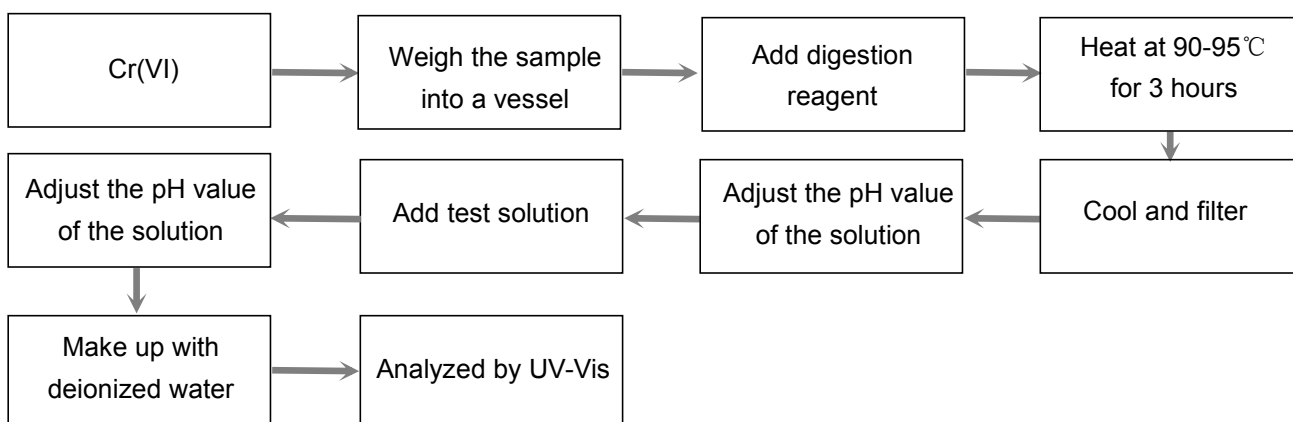 Cr(VI)
Weigh the sample
into a vessel
Add digestion
reagent
Heat at 90-95℃
for 3 hours
Cool and filter
Adjust the pH value
of the solution
Add test solution
Adjust the pH value
of the solution
Make up with
deionized water
Analyzed by UV-Vis